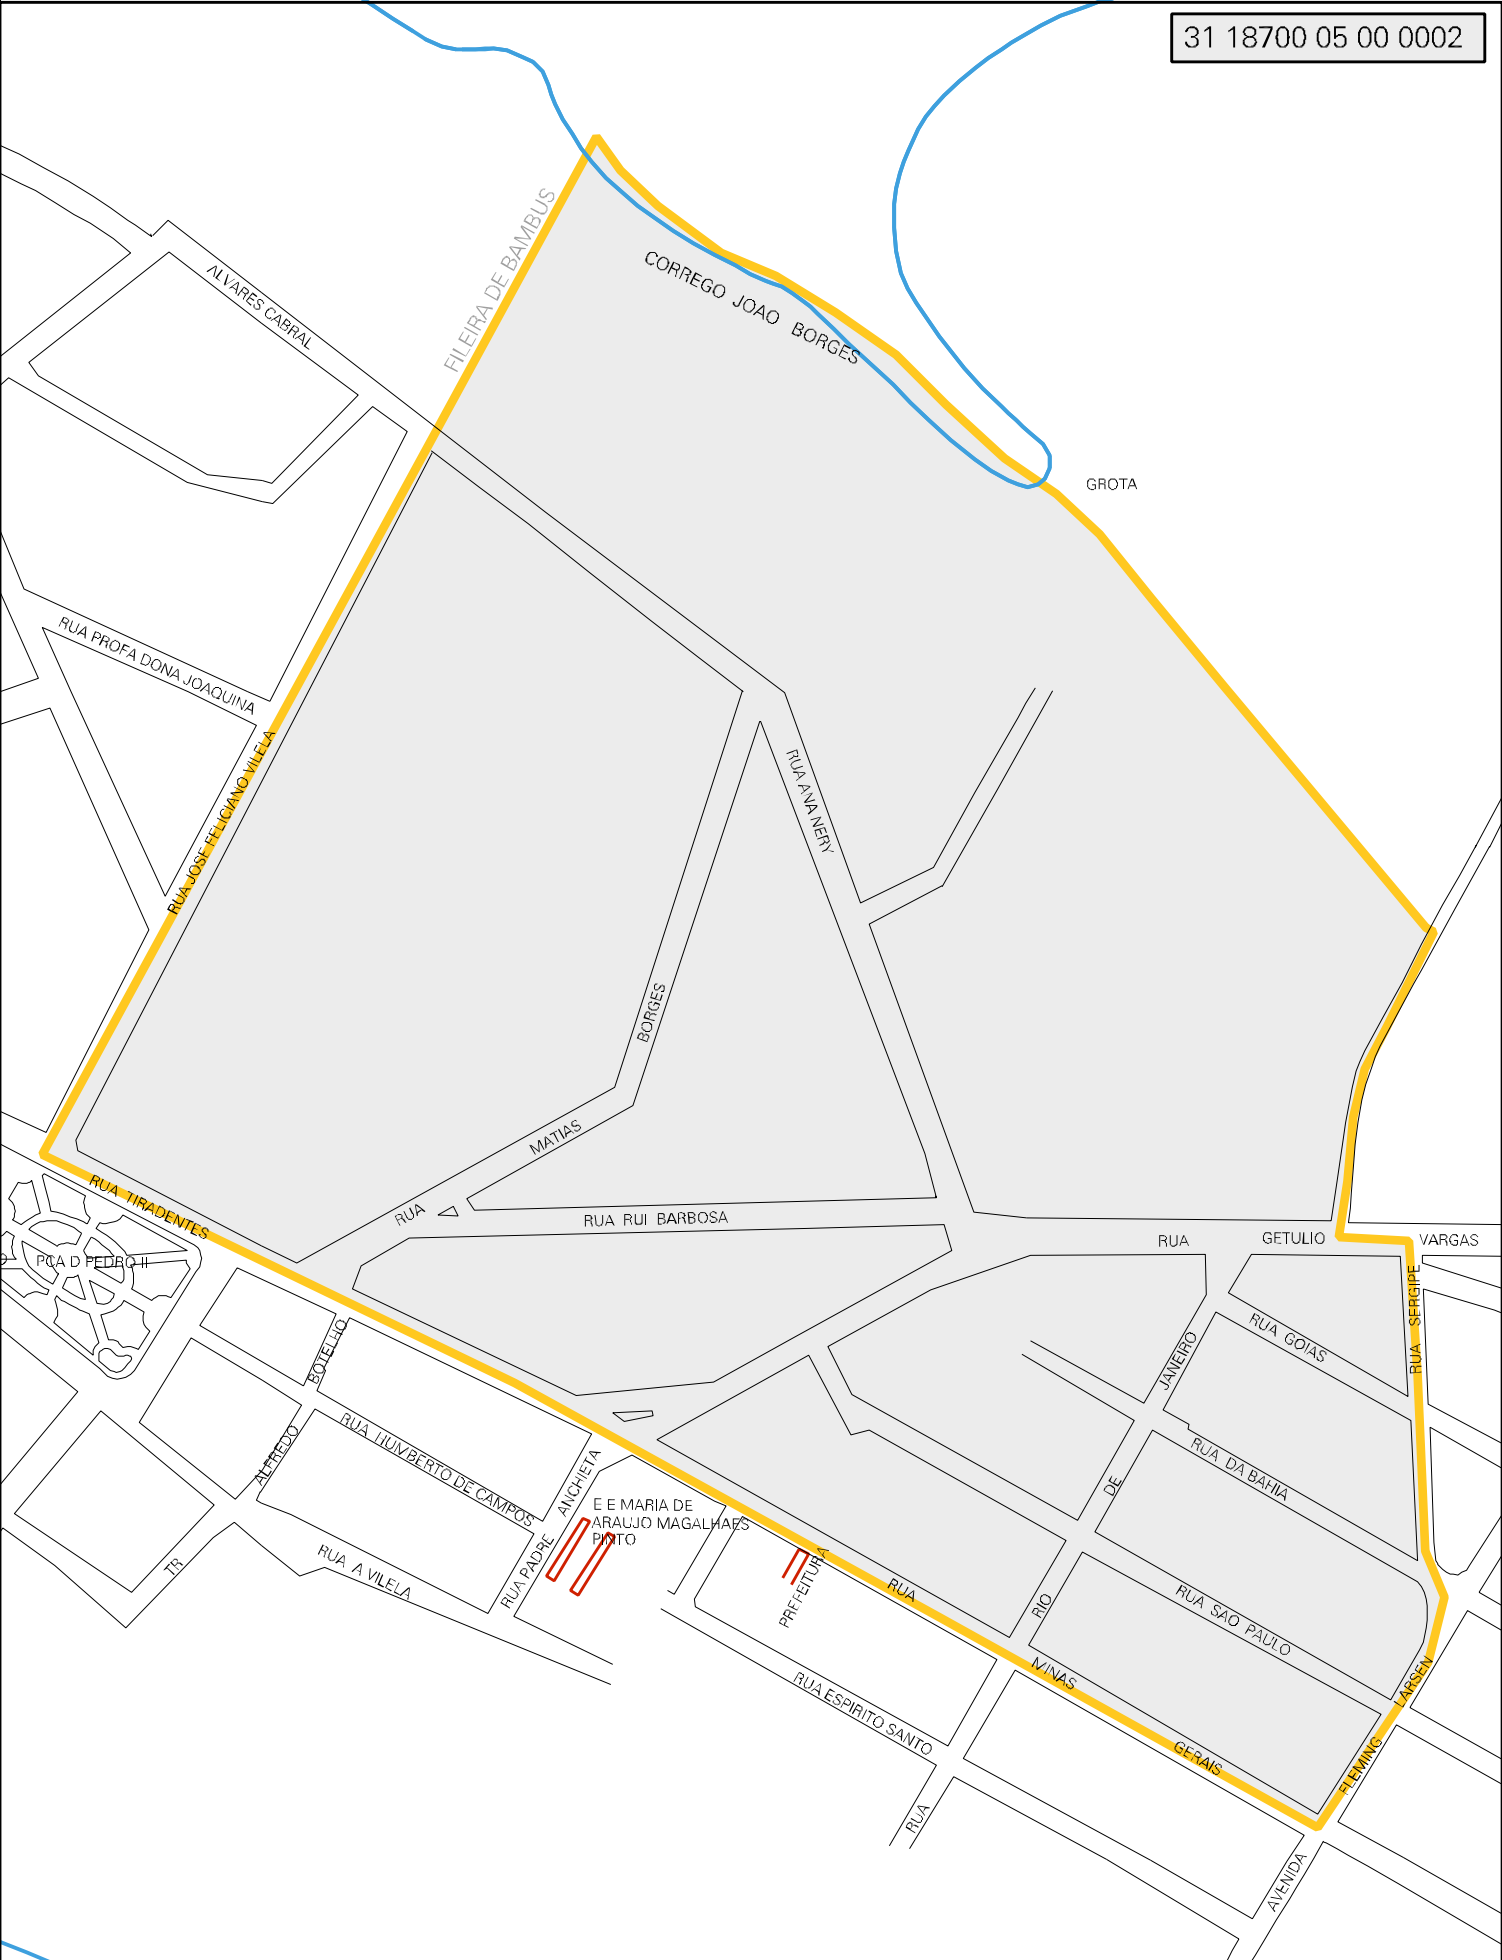 31 18700 05 00 0002
FILEIRA DE BAMBUS
ALVARES CABRAL
CORREGO JOAO BORGES
GROTA
RUA PROFA DONA JOAQUINA
RUA JOSE FELICIANO VILELA
RUA ANA NERY
RUA MATIAS BORGES
RUA TIRADENTES
RUA RUI BARBOSA
RUA GETULIO VARGAS
PCA D PEDRO II
RUA SERGIPE
RUA GOIAS
ALFREDO BOTELHO
RUA HUMBERTO DE CAMPOS
RUA PADRE ANCHIETA
E E MARIA DE
ARAUJO MAGALHAES
PINTO
RUA DA BAHIA
RUA RIO DE JANEIRO
TR
RUA A VILELA
PREFEITURA
RUA MINAS GERAIS
RUA SAO PAULO
RUA ESPIRITO SANTO
AVENIDA FLEMING LARSEN